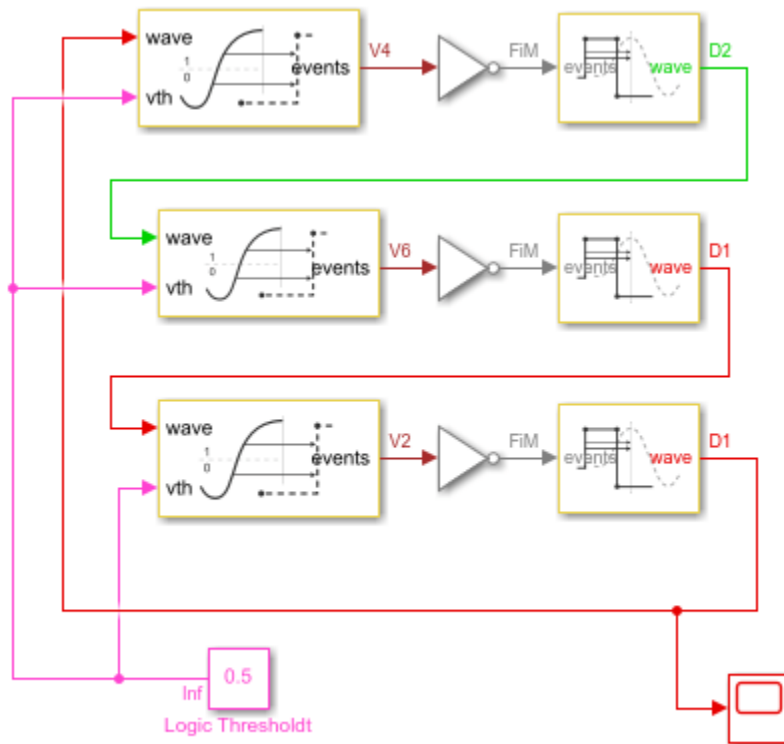 wave
1
0
vth
events
V4
FiM
events
wave
D2
wave
1
0
vth
events
V6
FiM
events
wave
D1
wave
1
0
vth
events
V2
FiM
events
wave
D1
0.5
Inf
Logic Thresholdt